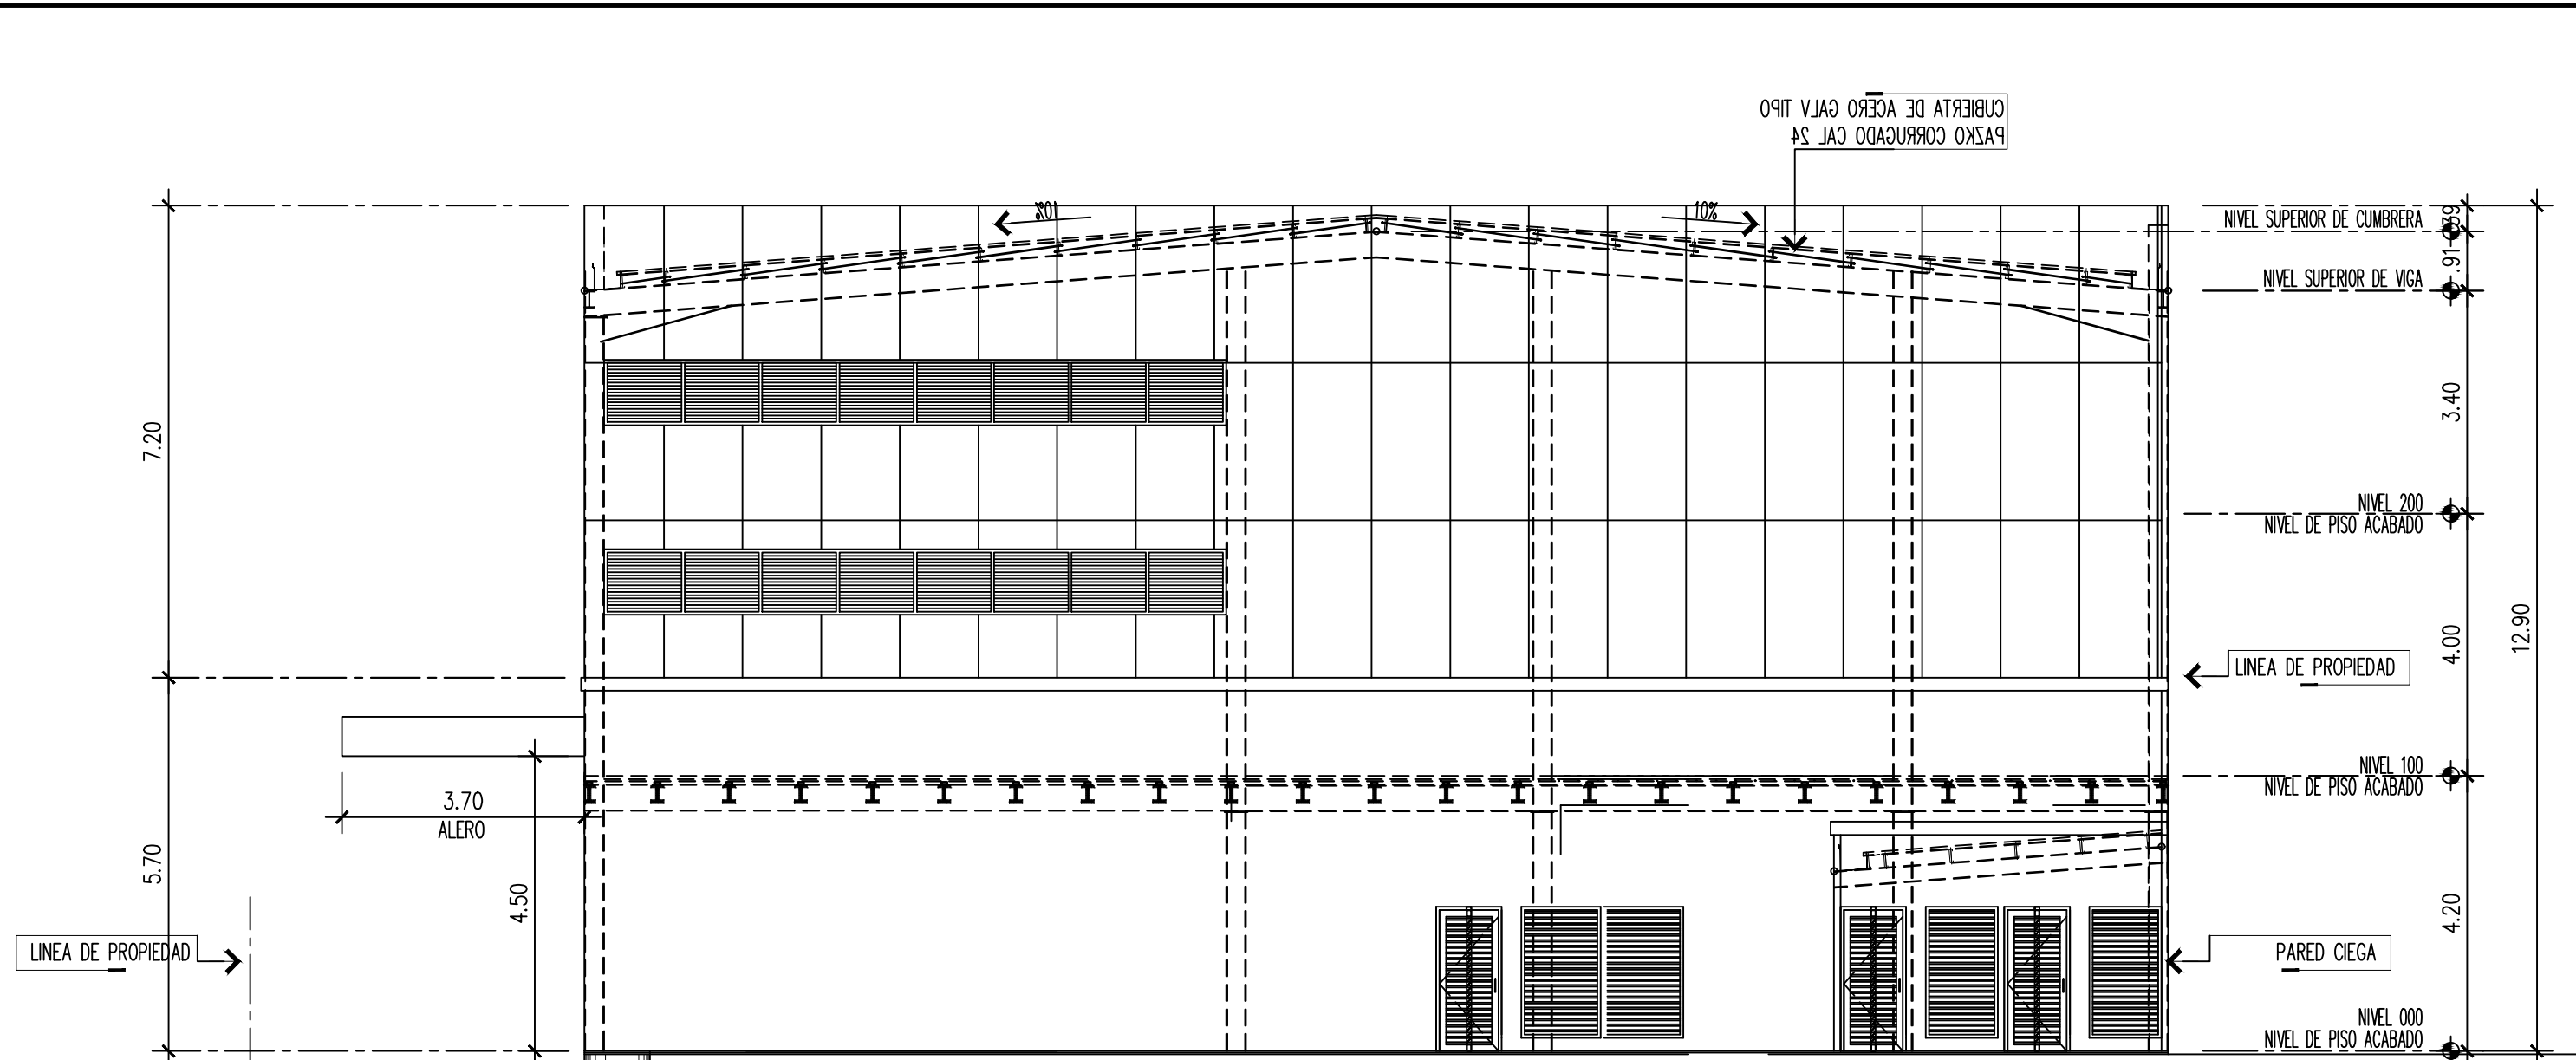 CUBIERTA DE ACERO GALV TIPO
PAZKO CORRUGADO CAL 24
10%
10%
NIVEL SUPERIOR DE CUMBRERA
NIVEL SUPERIOR DE VIGA
.91
3.40
7.20
NIVEL 200
NIVEL DE PISO ACABADO
4.00
12.90
LINEA DE PROPIEDAD
NIVEL 100
NIVEL DE PISO ACABADO
3.70
ALERO
5.70
4.50
4.20
LINEA DE PROPIEDAD
PARED CIEGA
NIVEL 000
NIVEL DE PISO ACABADO